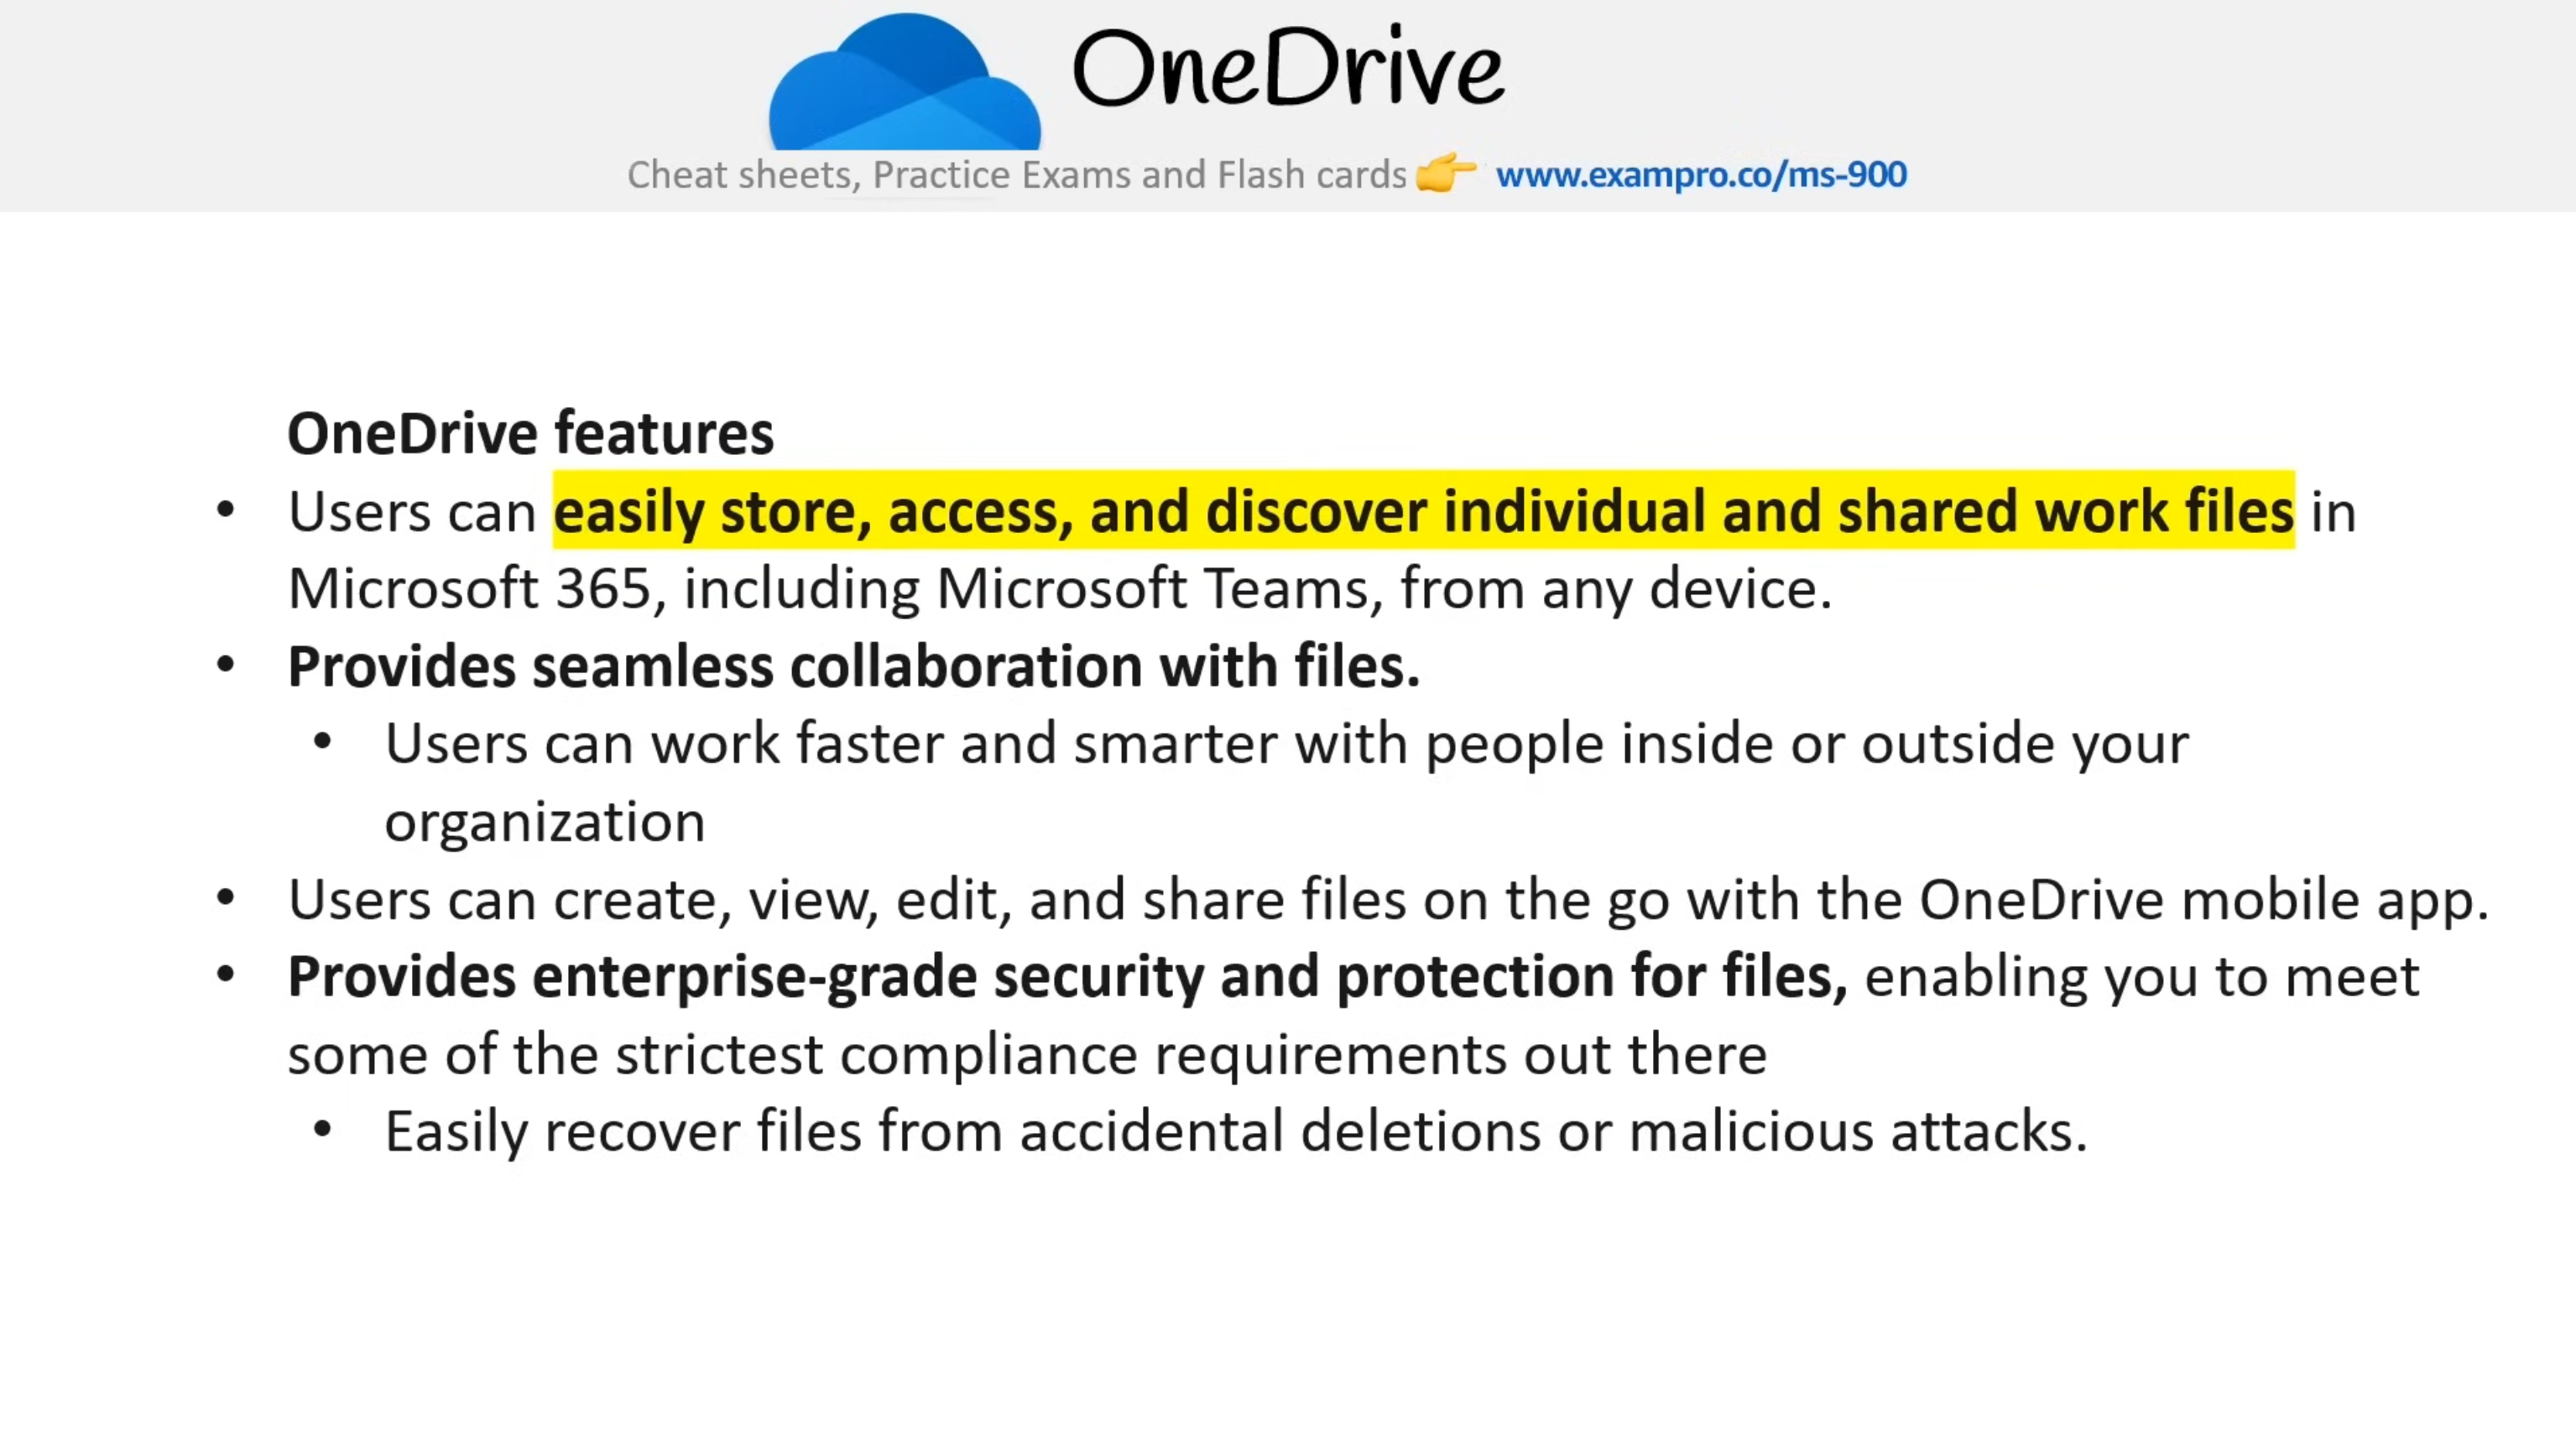 OneDrive
Cheat sheets, Practice Exams and Flash cards 👉 www.exampro.co/ms-900
OneDrive features
• Users can easily store, access, and discover individual and shared work files in
Microsoft 365, including Microsoft Teams, from any device.
• Provides seamless collaboration with files.
• Users can work faster and smarter with people inside or outside your
organization
• Users can create, view, edit, and share files on the go with the OneDrive mobile app.
• Provides enterprise-grade security and protection for files, enabling you to meet
some of the strictest compliance requirements out there
• Easily recover files from accidental deletions or malicious attacks.